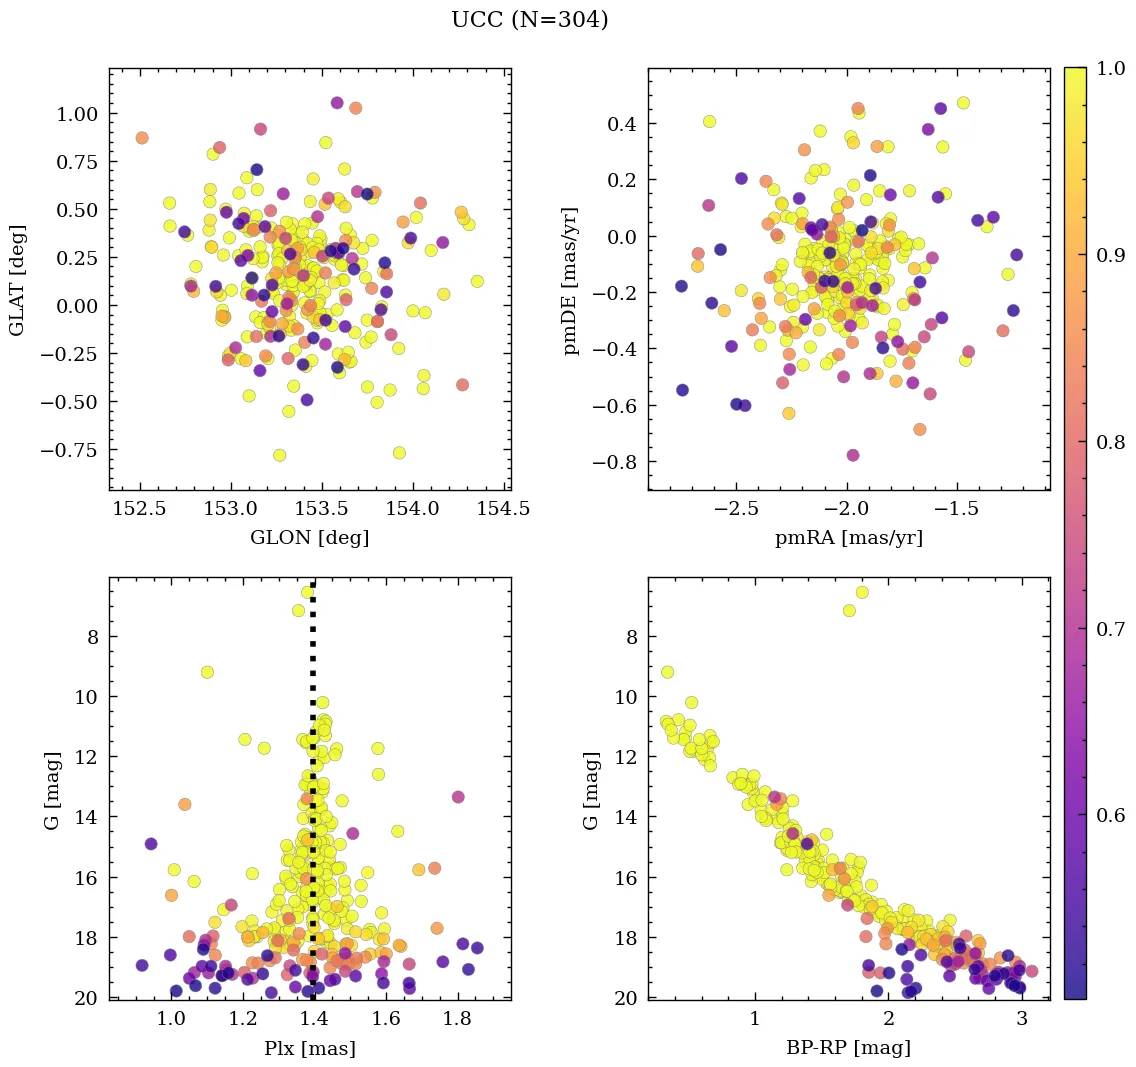 UCC (N=304)
1.00
0.75
0.50
0.25
0.00
−0.25
−0.50
−0.75
GLAT [deg]
152.5 153.0 153.5 154.0 154.5
GLON [deg]
0.4
0.2
0.0
−0.2
−0.4
−0.6
−0.8
pmDE [mas/yr]
−2.5 −2.0 −1.5
pmRA [mas/yr]
1.0
0.9
0.8
0.7
0.6
8
10
12
14
16
18
20
G [mag]
1.0 1.2 1.4 1.6 1.8
Plx [mas]
8
10
12
14
16
18
20
G [mag]
1 2 3
BP-RP [mag]